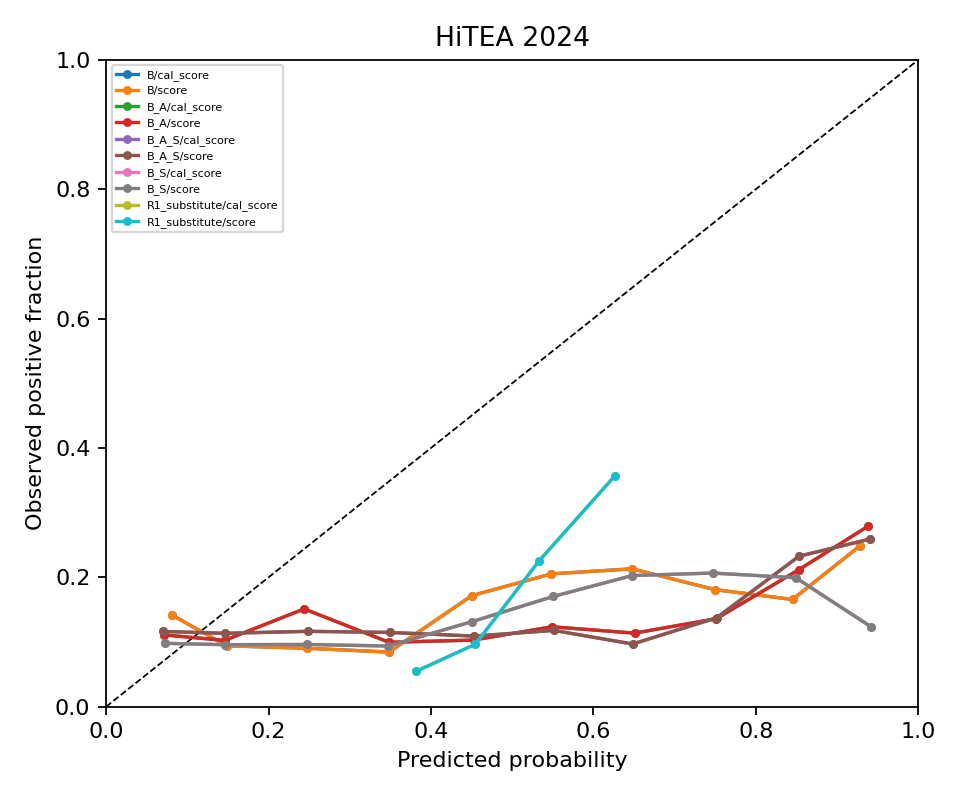 HiTEA 2024
1.0
0.8
0.6
0.4
0.2
0.0
Observed positive fraction
B/cal_score
B/score
B_A/cal_score
B_A/score
B_A_S/cal_score
B_A_S/score
B_S/cal_score
B_S/score
R1_substitute/cal_score
R1_substitute/score
0.0 0.2 0.4 0.6 0.8 1.0
Predicted probability